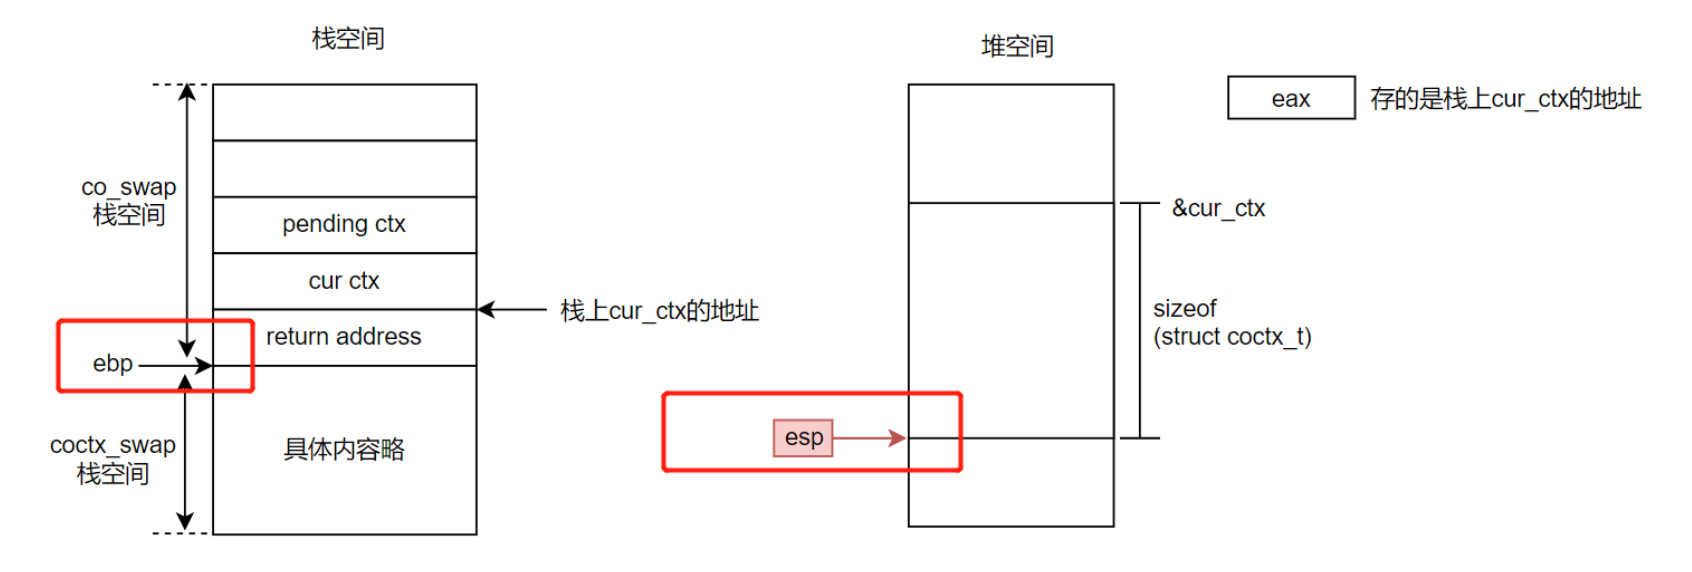 栈空间
堆空间
eax
存的是栈上cur_ctx的地址
co_swap
栈空间
pending ctx
&cur_ctx
cur ctx
栈上cur_ctx的地址
sizeof
(struct coctx_t)
return address
ebp
esp
coctx_swap
栈空间
具体内容略